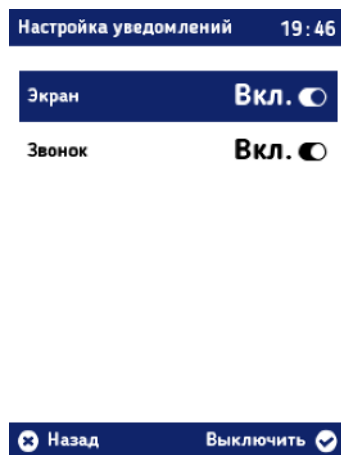 Настройка уведомлений 19:46
Экран Вкл.
Звонок Вкл.
Назад Выключить